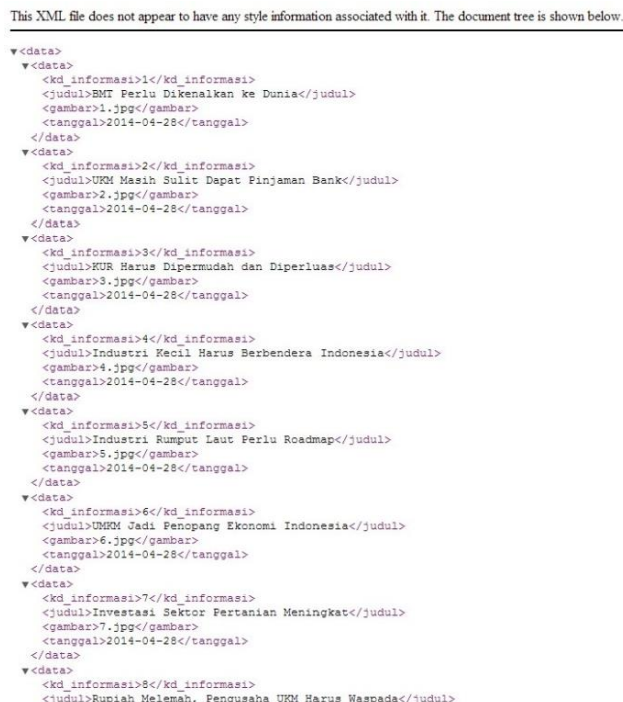 This XML file does not appear to have any style information associated with it. The document tree is shown below.
▼<data>
▼<data>
<kd_informasi>1</kd_informasi>
<judul>BMT Perlu Dikenalkan ke Dunia</judul>
<gambar>1.jpg</gambar>
<tanggal>2014-04-28</tanggal>
</data>
▼<data>
<kd_informasi>2</kd_informasi>
<judul>UKM Masih Sulit Dapat Pinjaman Bank</judul>
<gambar>2.jpg</gambar>
<tanggal>2014-04-28</tanggal>
</data>
▼<data>
<kd_informasi>3</kd_informasi>
<judul>KUR Harus Dipermudah dan Diperluas</judul>
<gambar>3.jpg</gambar>
<tanggal>2014-04-28</tanggal>
</data>
▼<data>
<kd_informasi>4</kd_informasi>
<judul>Industri Kecil Harus Berbendera Indonesia</judul>
<gambar>4.jpg</gambar>
<tanggal>2014-04-28</tanggal>
</data>
▼<data>
<kd_informasi>5</kd_informasi>
<judul>Industri Rumput Laut Perlu Roadmap</judul>
<gambar>5.jpg</gambar>
<tanggal>2014-04-28</tanggal>
</data>
▼<data>
<kd_informasi>6</kd_informasi>
<judul>UMKM Jadi Penopang Ekonomi Indonesia</judul>
<gambar>6.jpg</gambar>
<tanggal>2014-04-28</tanggal>
</data>
▼<data>
<kd_informasi>7</kd_informasi>
<judul>Investasi Sektor Pertanian Meningkat</judul>
<gambar>7.jpg</gambar>
<tanggal>2014-04-28</tanggal>
</data>
▼<data>
<kd_informasi>8</kd_informasi>
<judul>Rupiah Melemah, Pengusaha UKM Harus Waspada</judul>